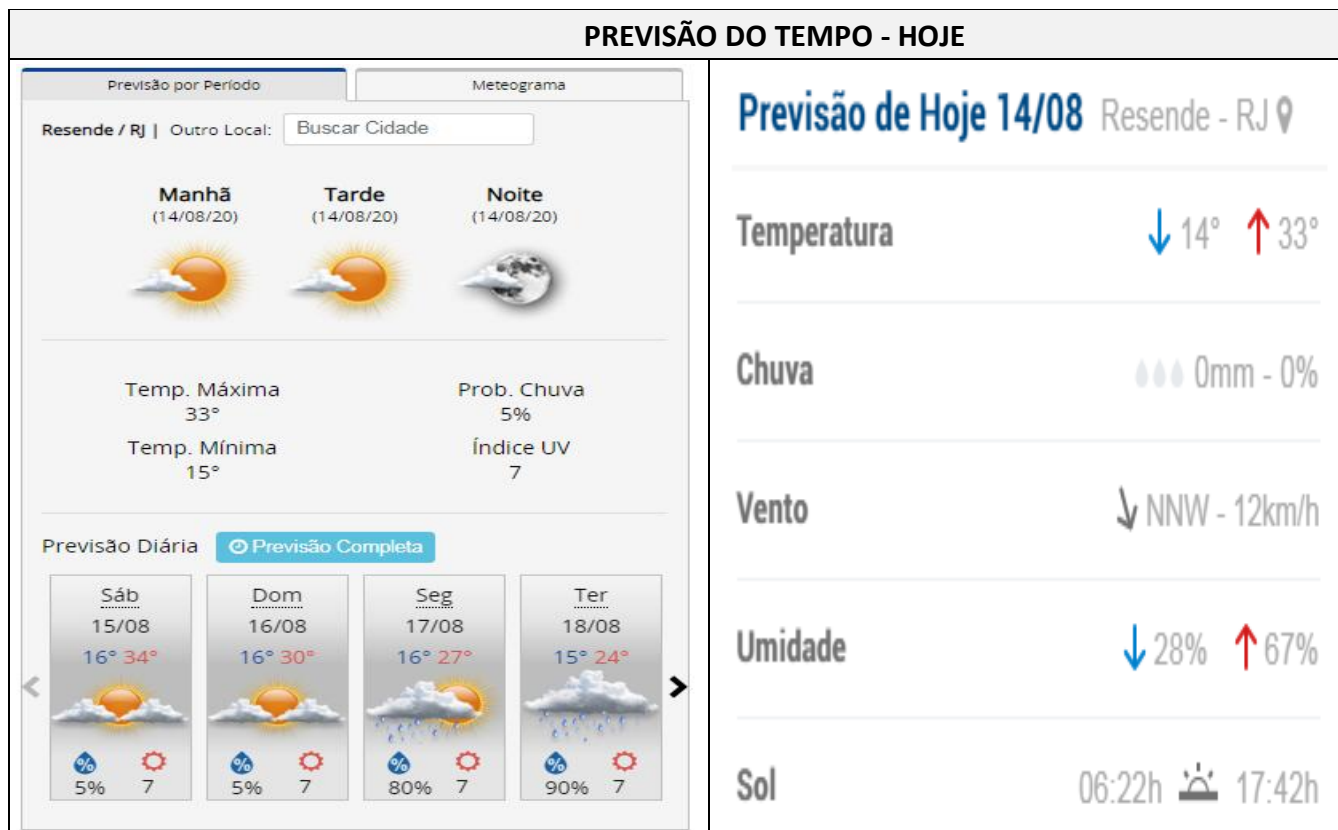 PREVISÃO DO TEMPO - HOJE
Previsão por Período
Meteograma
Resende / RJ | Outro Local: Buscar Cidade
Manhã Tarde Noite
(14/08/20) (14/08/20) (14/08/20)
Temp. Máxima Prob. Chuva
33° 5%
Temp. Mínima Índice UV
15° 7
Previsão Diária Previsão Completa
Sáb Dom Seg Ter
15/08 16/08 17/08 18/08
16° 34° 16° 30° 16° 27° 15° 24°
% % % %
5% 7 5% 7 80% 7 90% 7
Previsão de Hoje 14/08 Resende - RJ
Temperatura 14° 33°
Chuva 0mm - 0%
Vento NNW - 12km/h
Umidade 28% 67%
Sol 06:22h 17:42h